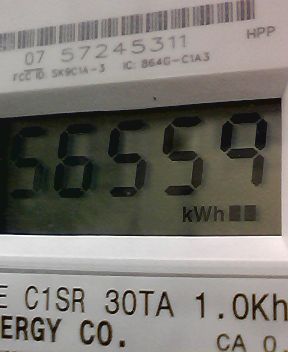 HPP
07 57245311
FCC ID: SK9C1A-3 IC: 864G-C1A3
56559
kWh
E C1SR 30TA 1.0Kh
ERGY CO.
CA 0.